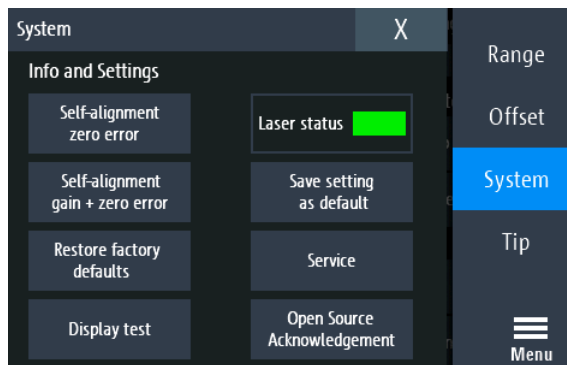 System
X
Info and Settings
Self-alignment
zero error
Laser status
Self-alignment
gain + zero error
Save setting
as default
Restore factory
defaults
Service
Display test
Open Source
Acknowledgement
Range
Offset
System
Tip
Menu